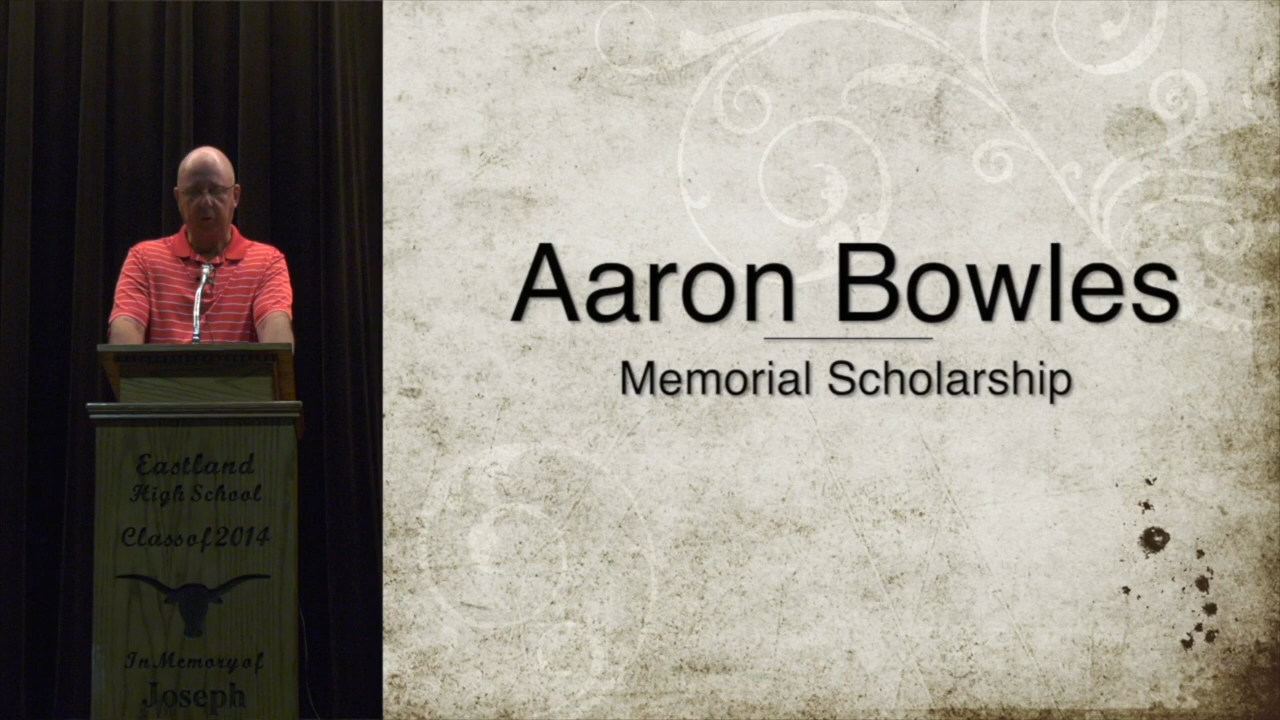 Aaron Bowles
Memorial Scholarship
Eastland
High School
Class of 2014
In Memory of
Joseph